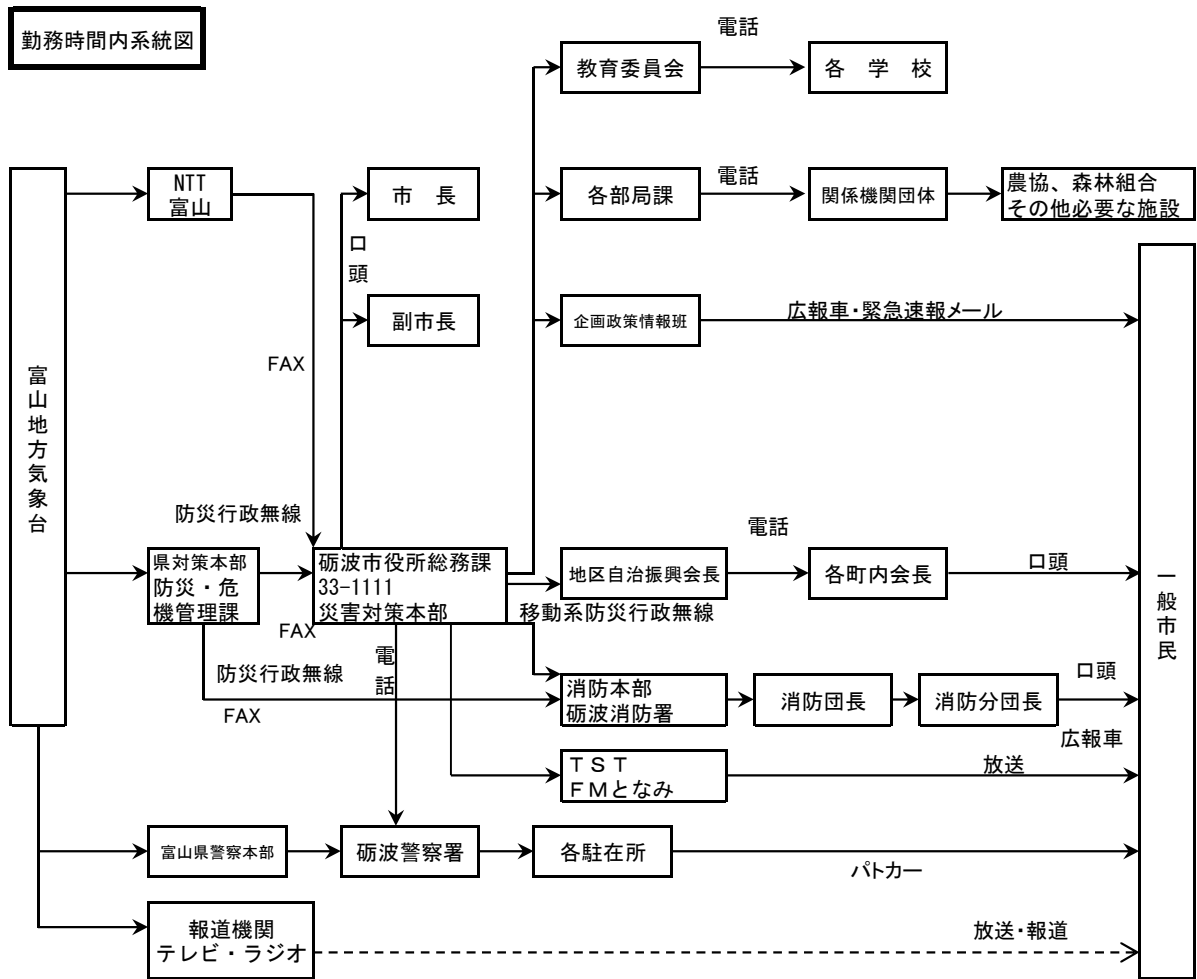 勤務時間内系統図
電話
教育委員会
各 学 校
NTT
富山
市 長
各部局課
電話
関係機関団体
農協、森林組合
その他必要な施設
口
頭
副市長
企画政策情報班
広報車・緊急速報メール
FAX
富山地方気象台
防災行政無線
県対策本部
防災・危
機管理課
砺波市役所総務課
33-1111
災害対策本部
地区自治振興会長
電話
各町内会長
口頭
一般市民
FAX
移動系防災行政無線
電
話
防災行政無線
FAX
消防本部
砺波消防署
消防団長
消防分団長
口頭
広報車
TST
FMとなみ
放送
富山県警察本部
砺波警察署
各駐在所
パトカー
報道機関
テレビ・ラジオ
放送・報道